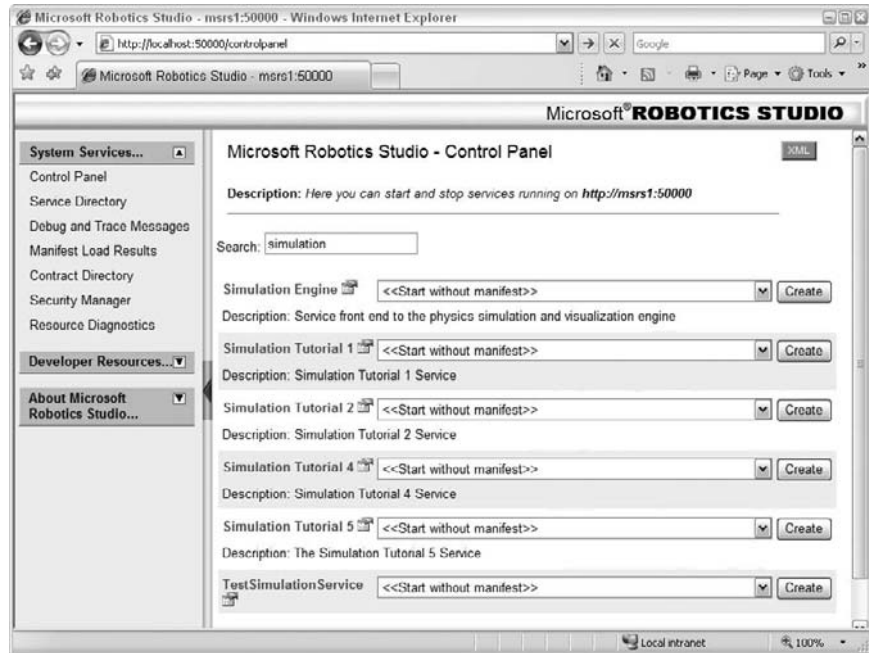 Microsoft Robotics Studio - msrs1:50000 - Windows Internet Explorer
http://localhost:50000/controlpanel
Google
Microsoft Robotics Studio - msrs1:50000
Page
Tools
Microsoft®ROBOTICS STUDIO
System Services...
Control Panel
Service Directory
Debug and Trace Messages
Manifest Load Results
Contract Directory
Security Manager
Resource Diagnostics
Developer Resources...
About Microsoft
Robotics Studio...
Microsoft Robotics Studio - Control Panel
XML
Description: Here you can start and stop services running on http://msrs1:50000
Search: simulation
Simulation Engine <<Start without manifest>> Create
Description: Service front end to the physics simulation and visualization engine
Simulation Tutorial 1 <<Start without manifest>> Create
Description: Simulation Tutorial 1 Service
Simulation Tutorial 2 <<Start without manifest>> Create
Description: Simulation Tutorial 2 Service
Simulation Tutorial 4 <<Start without manifest>> Create
Description: Simulation Tutorial 4 Service
Simulation Tutorial 5 <<Start without manifest>> Create
Description: The Simulation Tutorial 5 Service
TestSimulationService <<Start without manifest>> Create
Local intranet
100%